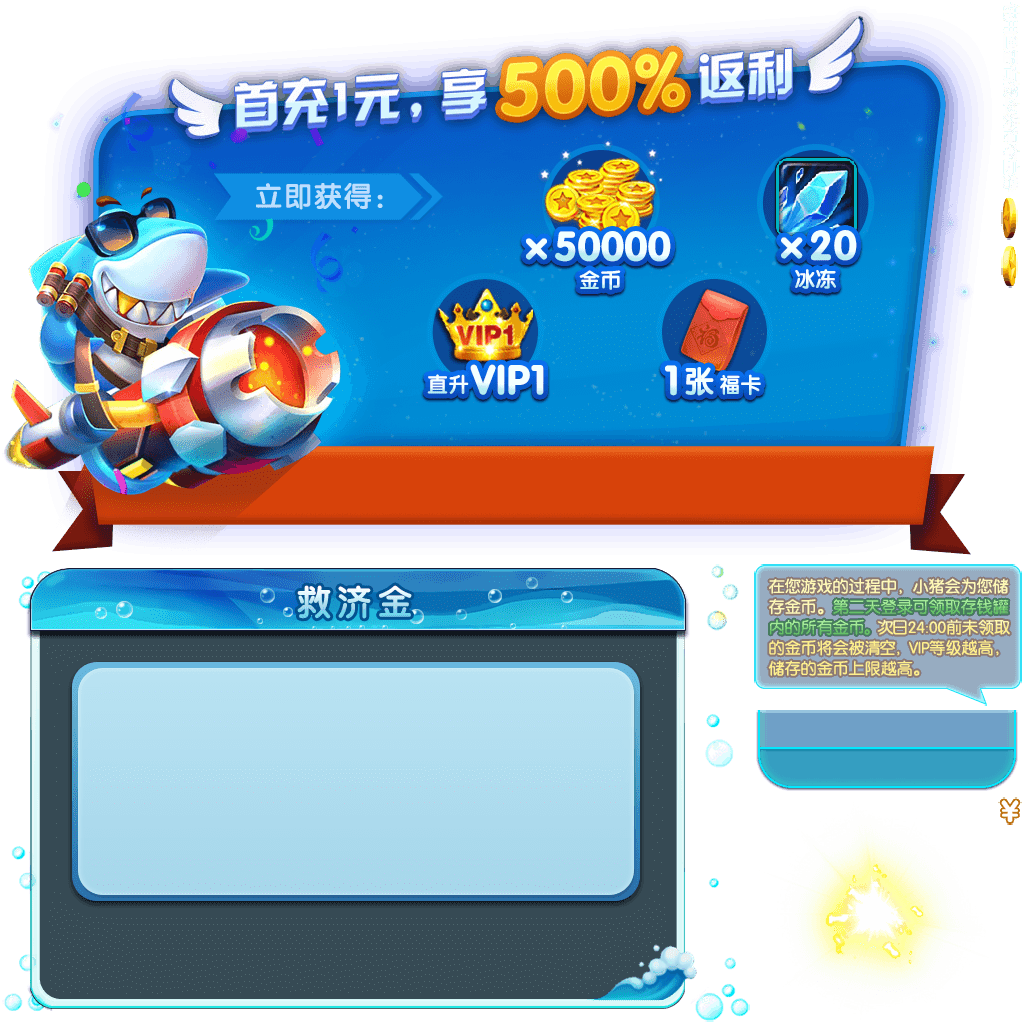 首充1元，享500%返利
立即获得：
×50000
金币
×20
冰冻
VIP1
直升VIP1
福
1张 福卡
救济金
在您游戏的过程中，小猪会为您储
存金币。第二天登录可领取存钱罐
内的所有金币。次日24:00前未领取
的金币将会被清空，VIP等级越高，
储存的金币上限越高。
¥